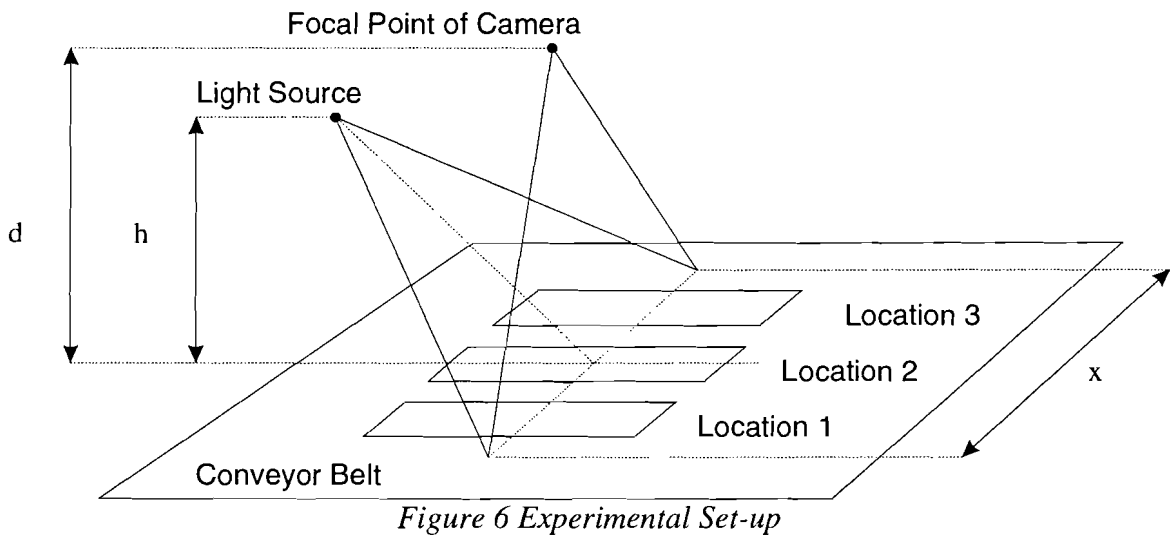 Focal Point of Camera
Light Source
d
h
Location 3
Location 2
x
Location 1
Conveyor Belt
Figure 6 Experimental Set-up